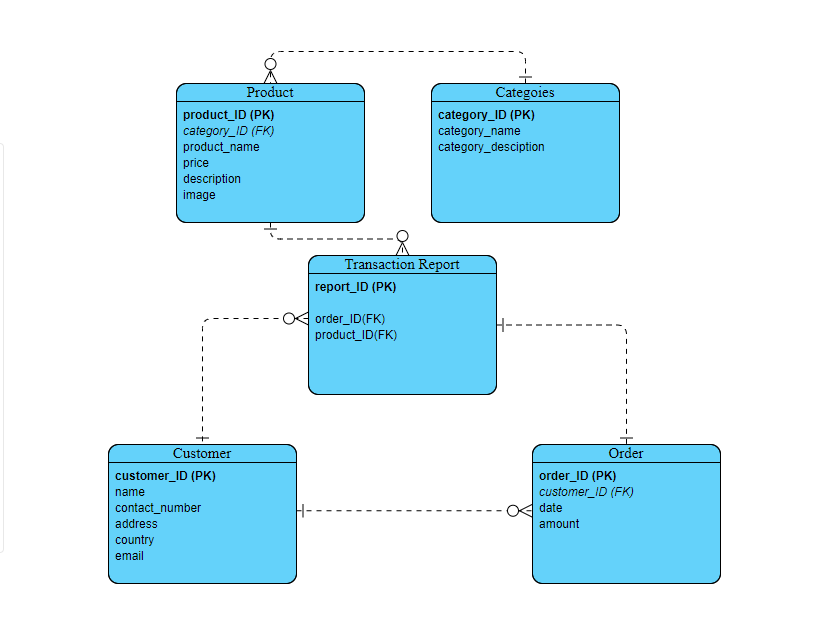 Product
product_ID (PK)
category_ID (FK)
product_name
price
description
image
Categoies
category_ID (PK)
category_name
category_desciption
Transaction Report
report_ID (PK)
order_ID(FK)
product_ID(FK)
Customer
customer_ID (PK)
name
contact_number
address
country
email
Order
order_ID (PK)
customer_ID (FK)
date
amount